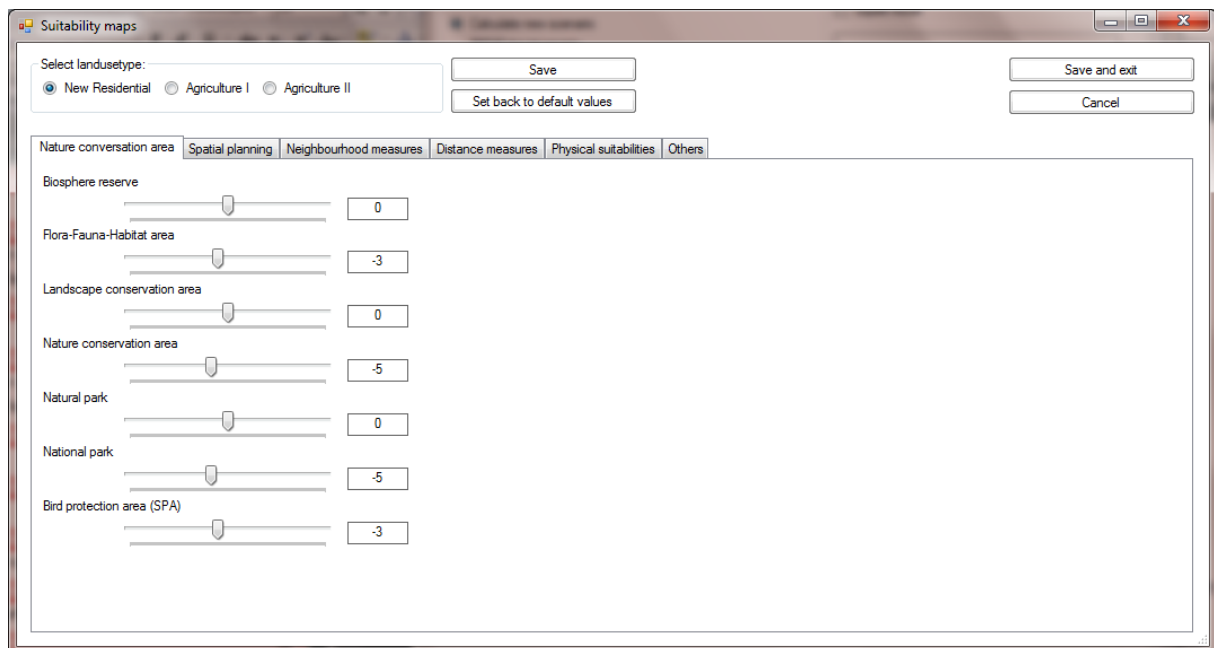 Suitability maps
Select landusetype:
New Residential Agriculture I Agriculture II
Save
Set back to default values
Save and exit
Cancel
Nature conversation area Spatial planning Neighbourhood measures Distance measures Physical suitabilities Others
Biosphere reserve
0
Flora-Fauna-Habitat area
-3
Landscape conservation area
0
Nature conservation area
-5
Natural park
0
National park
-5
Bird protection area (SPA)
-3